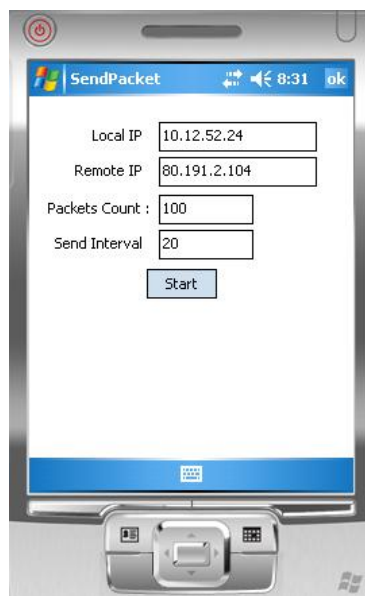 SendPacket 8:31 ok
Local IP 10.12.52.24
Remote IP 80.191.2.104
Packets Count : 100
Send Interval 20
Start